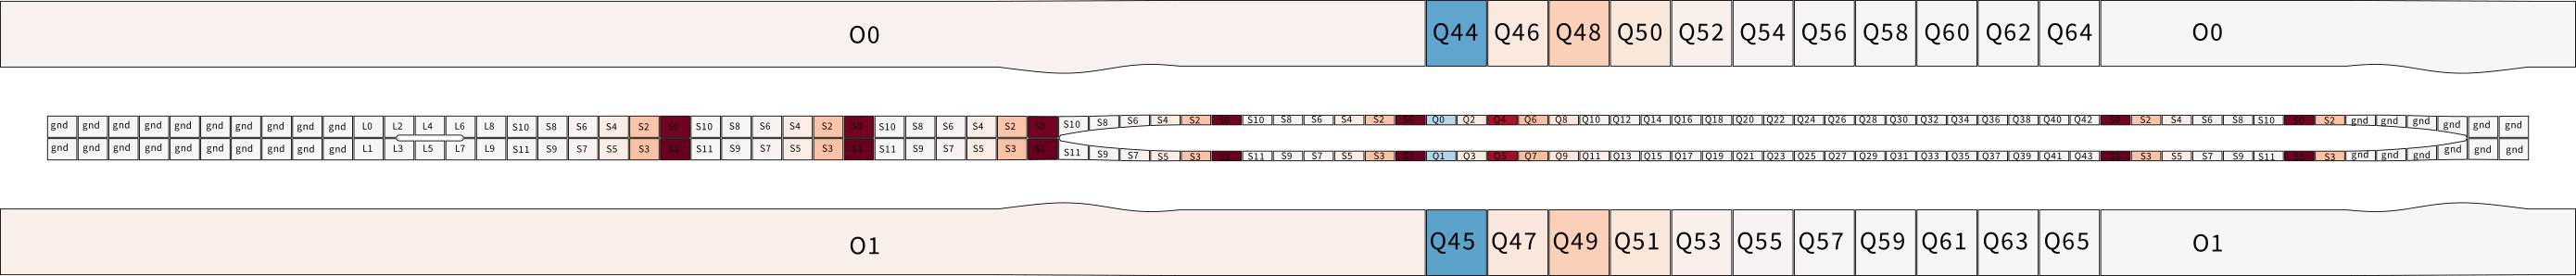 O0 Q44 Q46 Q48 Q50 Q52 Q54 Q56 Q58 Q60 Q62 Q64 O0
gnd gnd gnd gnd gnd gnd gnd gnd gnd gnd L0 L2 L4 L6 L8 S10 S8 S6 S4 S2 S0 S10 S8 S6 S4 S2 S0 S10 S8 S6 S4 S2 S0 S10 S8 S6 S4 S2 S0 S10 S8 S6 S4 S2 S0 Q0 Q2 Q4 Q6 Q8 Q10 Q12 Q14 Q16 Q18 Q20 Q22 Q24 Q26 Q28 Q30 Q32 Q34 Q36 Q38 Q40 Q42 S0 S2 S4 S6 S8 S10 S0 S2 gnd gnd gnd gnd gnd gnd
gnd gnd gnd gnd gnd gnd gnd gnd gnd gnd L1 L3 L5 L7 L9 S11 S9 S7 S5 S3 S1 S11 S9 S7 S5 S3 S1 S11 S9 S7 S5 S3 S1 S11 S9 S7 S5 S3 S1 S11 S9 S7 S5 S3 S1 Q1 Q3 Q5 Q7 Q9 Q11 Q13 Q15 Q17 Q19 Q21 Q23 Q25 Q27 Q29 Q31 Q33 Q35 Q37 Q39 Q41 Q43 S1 S3 S5 S7 S9 S11 S1 S3 gnd gnd gnd gnd gnd gnd
O1 Q45 Q47 Q49 Q51 Q53 Q55 Q57 Q59 Q61 Q63 Q65 O1